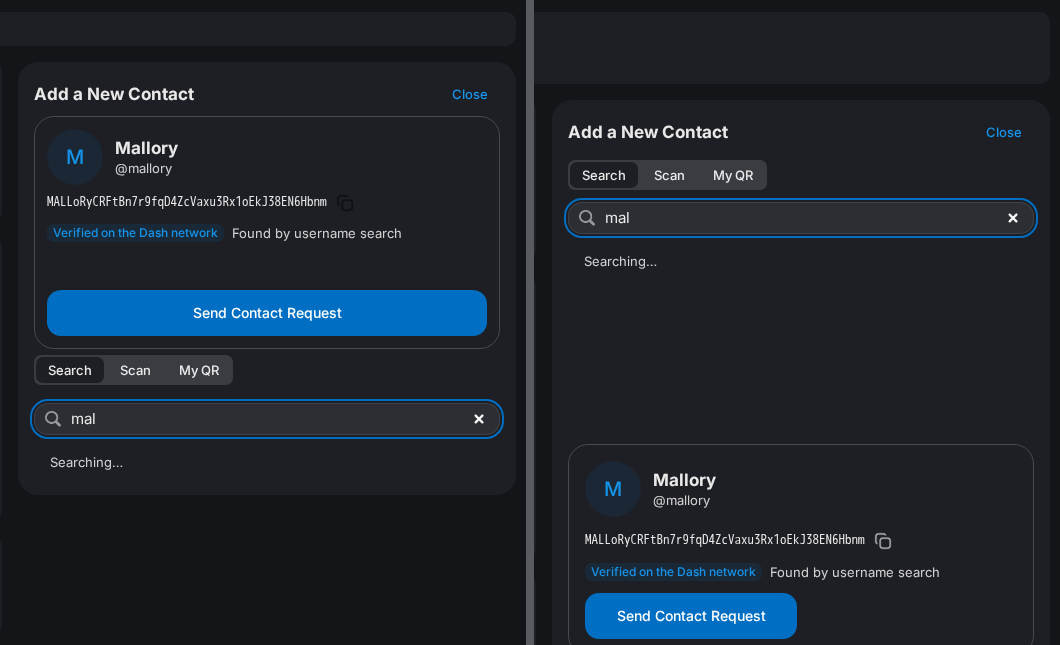 Add a New Contact
Close
M
Mallory
@mallory
MALLoRyCRFtBn7r9fqD4ZcVaxu3Rx1oEkJ38EN6Hbnm
Verified on the Dash network Found by username search
Send Contact Request
Search Scan My QR
mal
Searching...
Add a New Contact
Close
Search Scan My QR
mal
Searching...
M
Mallory
@mallory
MALLoRyCRFtBn7r9fqD4ZcVaxu3Rx1oEkJ38EN6Hbnm
Verified on the Dash network Found by username search
Send Contact Request